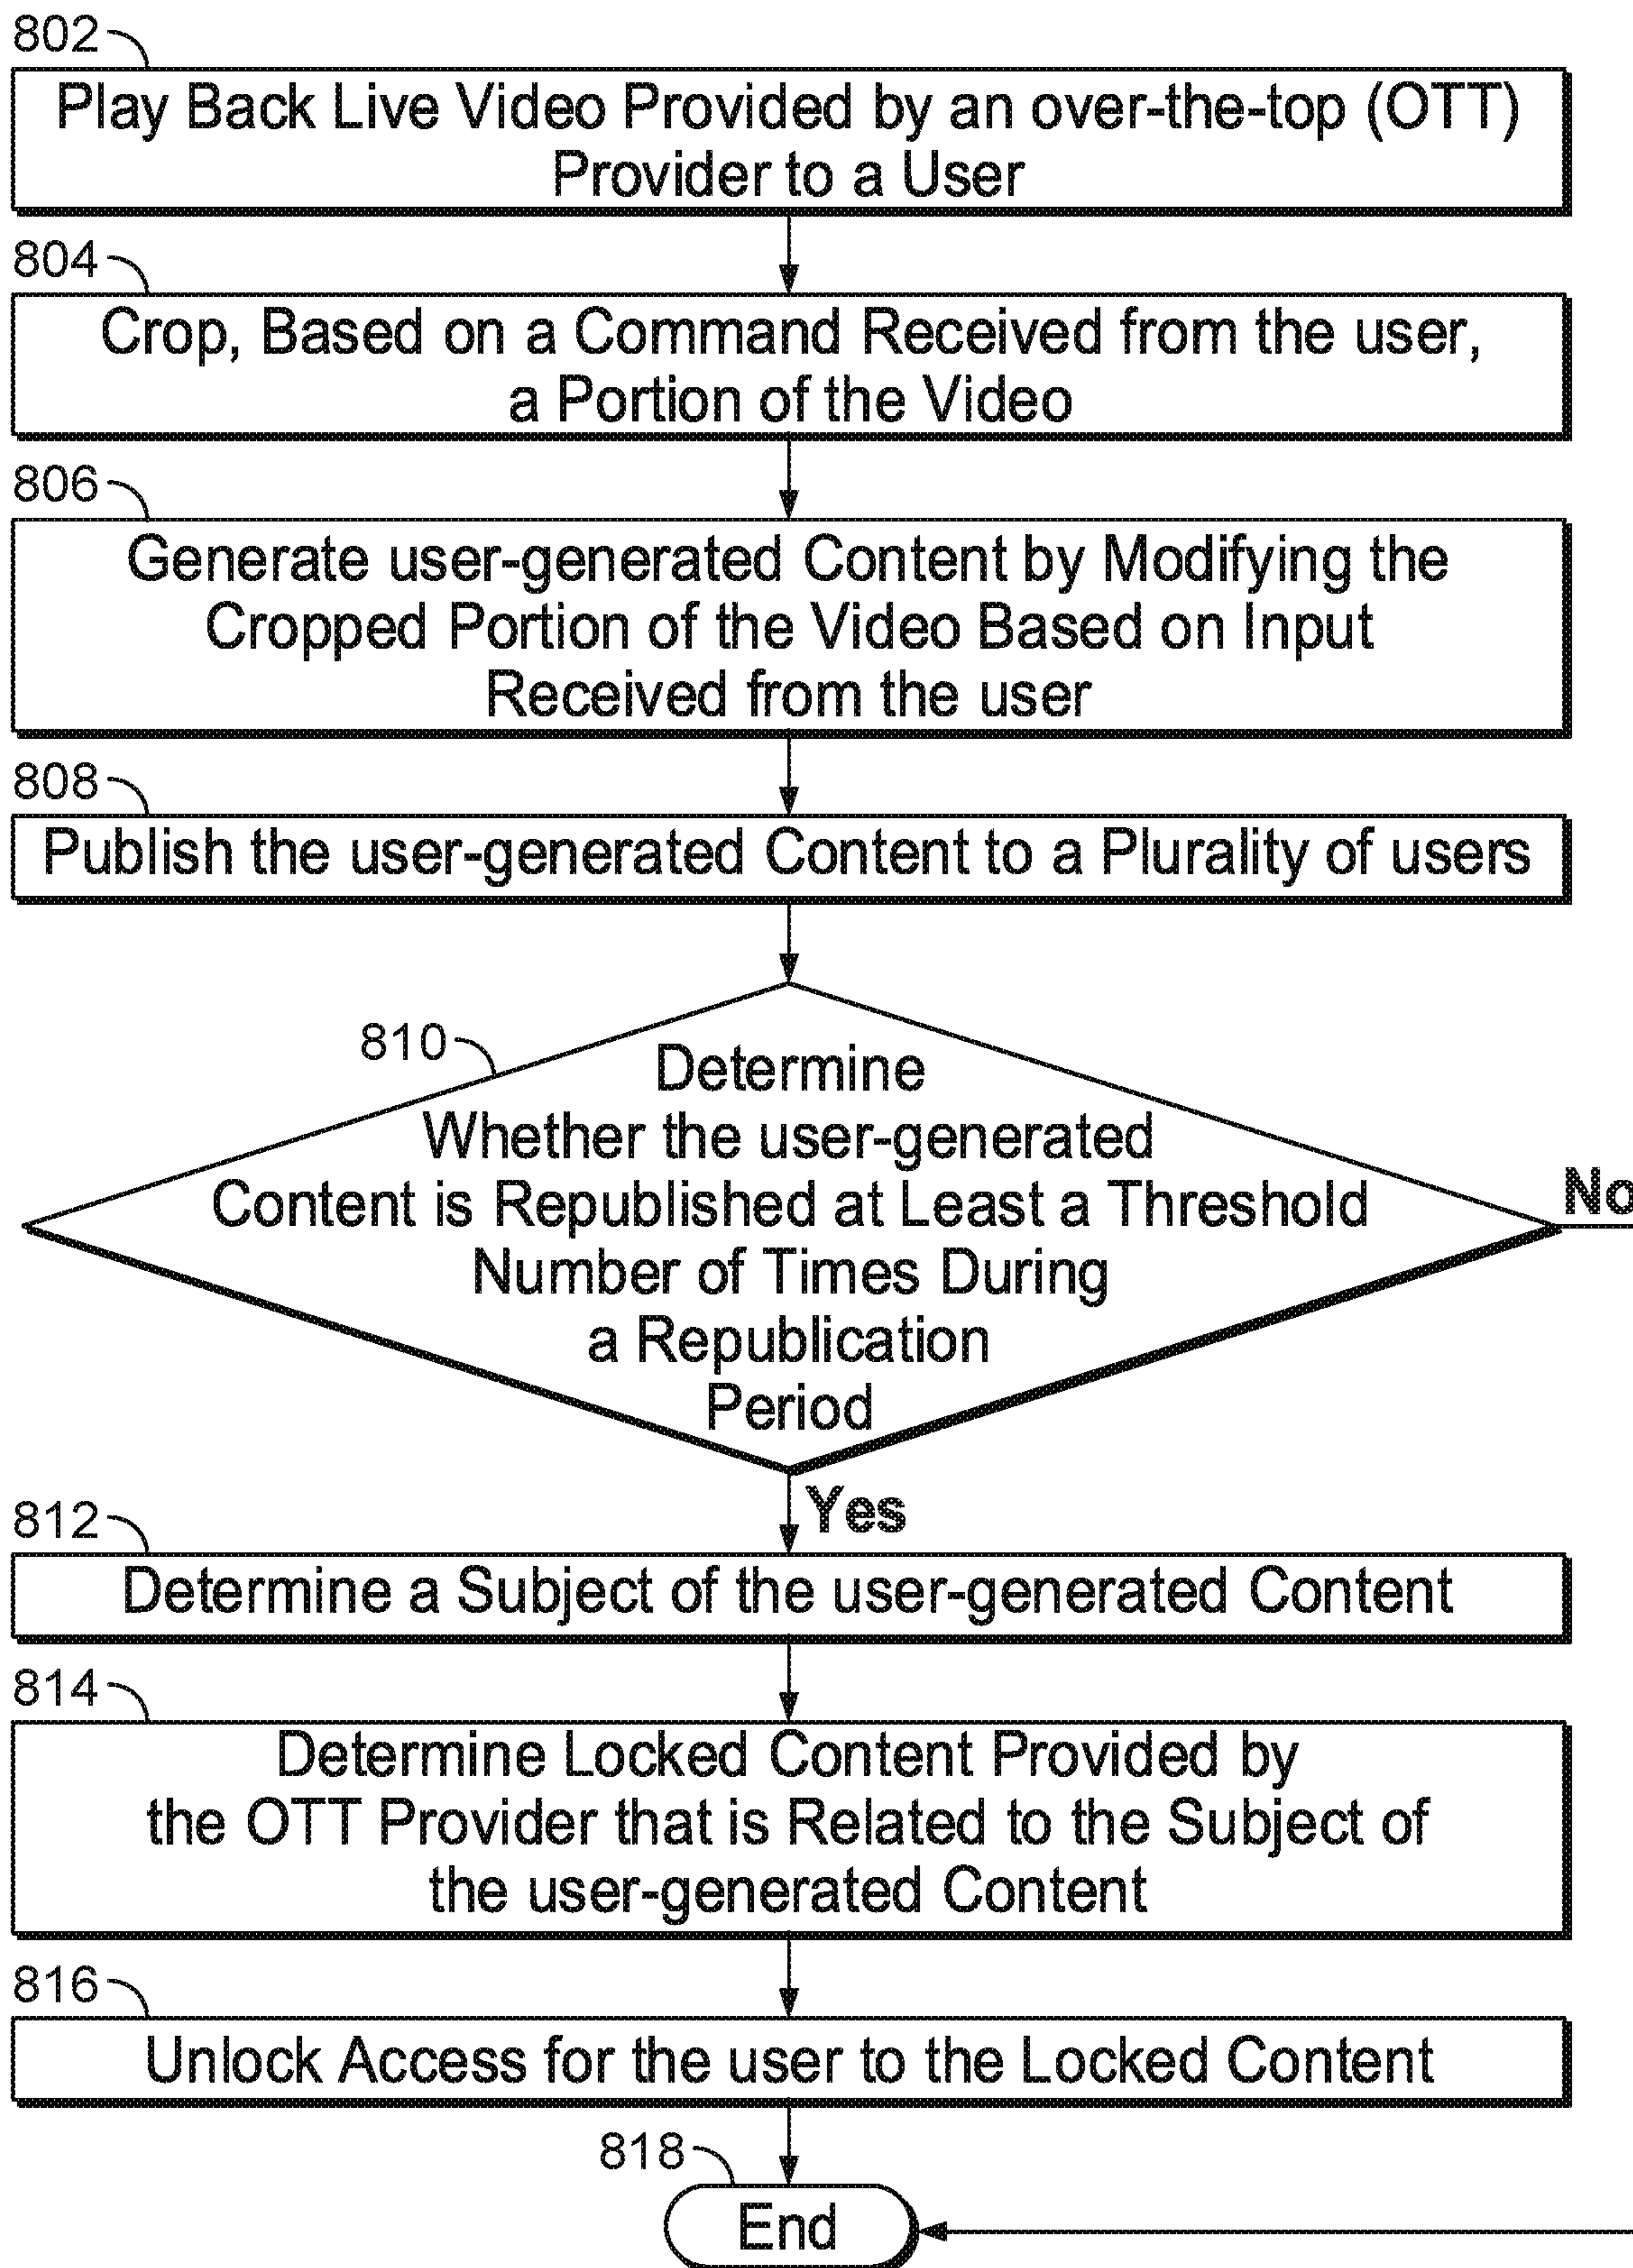 802
Play Back Live Video Provided by an over-the-top (OTT)
Provider to a User
804
Crop, Based on a Command Received from the user,
a Portion of the Video
806
Generate user-generated Content by Modifying the
Cropped Portion of the Video Based on Input
Received from the user
808
Publish the user-generated Content to a Plurality of users
810
Determine
Whether the user-generated
Content is Republished at Least a Threshold
Number of Times During
a Republication
Period
No
Yes
812
Determine a Subject of the user-generated Content
814
Determine Locked Content Provided by
the OTT Provider that is Related to the Subject of
the user-generated Content
816
Unlock Access for the user to the Locked Content
818
End